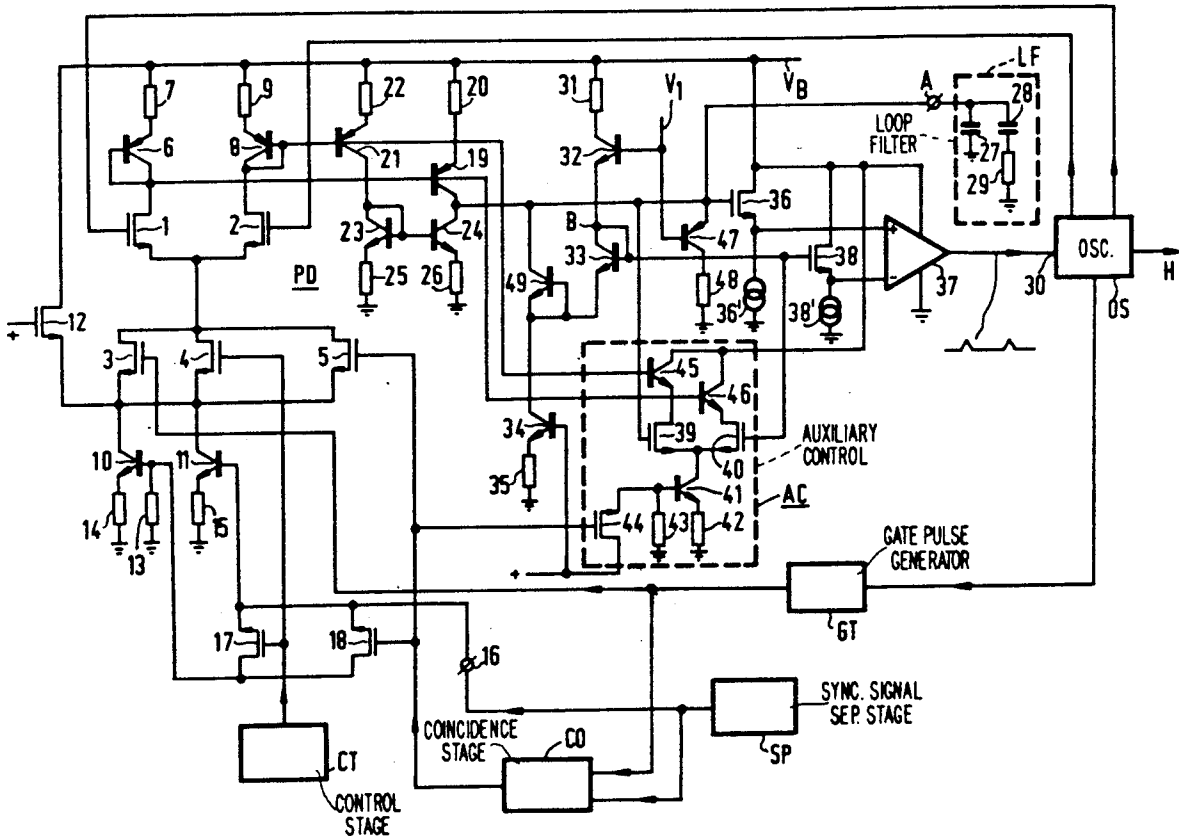 7
9
22
20
31
V1
VB
A
LF
28
LOOP
FILTER
27
29
6
8
21
19
32
1
2
23
24
B
33
47
36
38
+
-
37
30
OSC.
OS
H
PD
25
26
49
48
36'
38'
+
12
3
4
5
34
35
45
46
39
40
AUXILIARY
CONTROL
AC
10
11
14
13
15
44
43
41
42
+
GATE PULSE
GENERATOR
GT
17
18
16
SYNC. SIGNAL
SEP. STAGE
SP
COINCIDENCE
STAGE
CO
CT
CONTROL
STAGE